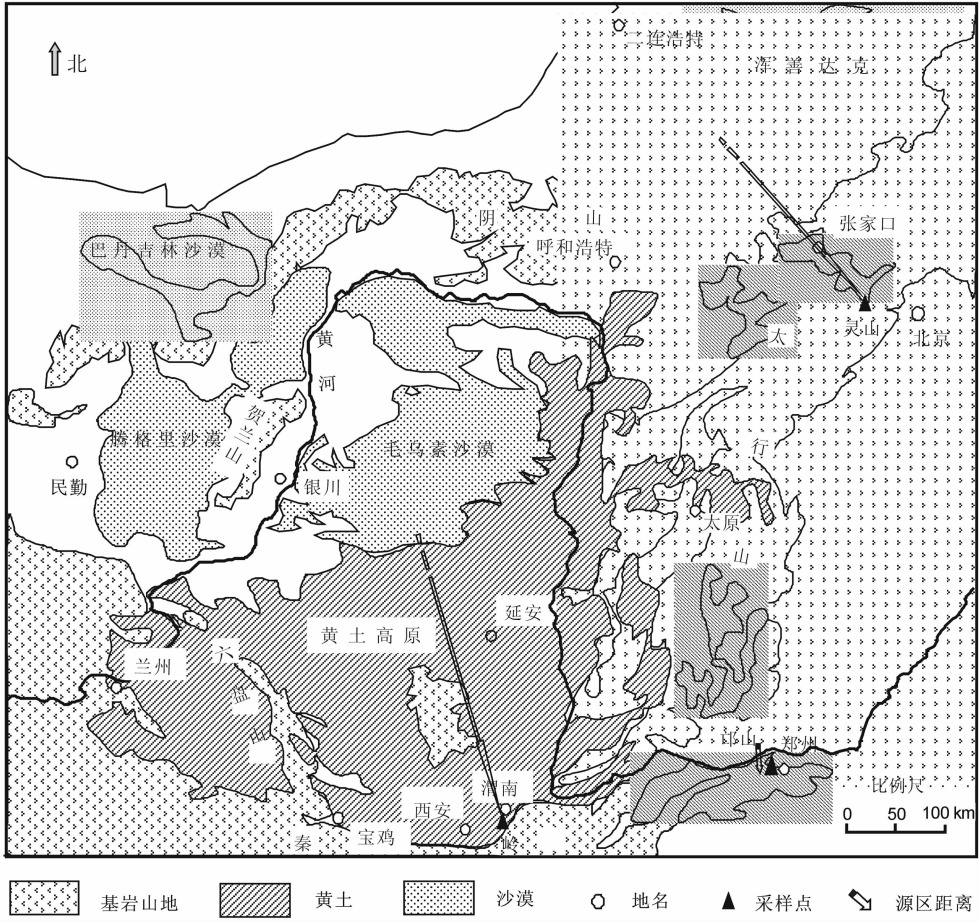 二连浩特
浑善达克
北
阴山
张家口
巴丹吉林沙漠
呼和浩特
灵山
北京
太
黄
河
贺兰山
腾格里沙漠
毛乌素沙漠
行
民勤
银川
太原
山
延安
黄土高原
兰州
六
盘
山
邙山
郑州
渭南
西安
宝鸡
秦
岭
比例尺
0 50 100 km
基岩山地 黄土 沙漠 地名 采样点 源区距离